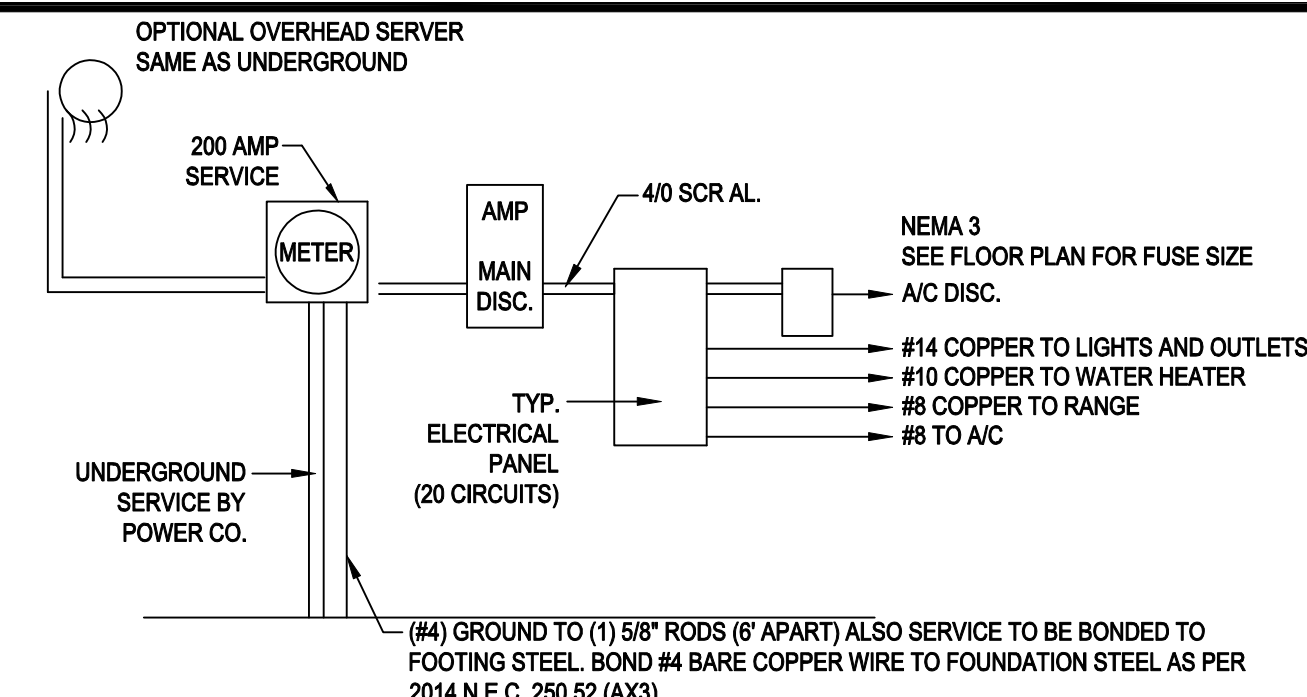 OPTIONAL OVERHEAD SERVER
SAME AS UNDERGROUND
200 AMP
SERVICE
METER
AMP
MAIN
DISC.
4/0 SCR AL.
NEMA 3
SEE FLOOR PLAN FOR FUSE SIZE
A/C DISC.
#14 COPPER TO LIGHTS AND OUTLETS
#10 COPPER TO WATER HEATER
#8 COPPER TO RANGE
#8 TO A/C
TYP.
ELECTRICAL
PANEL
(20 CIRCUITS)
UNDERGROUND
SERVICE BY
POWER CO.
(#4) GROUND TO (1) 5/8" RODS (6' APART) ALSO SERVICE TO BE BONDED TO
FOOTING STEEL. BOND #4 BARE COPPER WIRE TO FOUNDATION STEEL AS PER
2014 N.E.C. 250.52 (AX3)